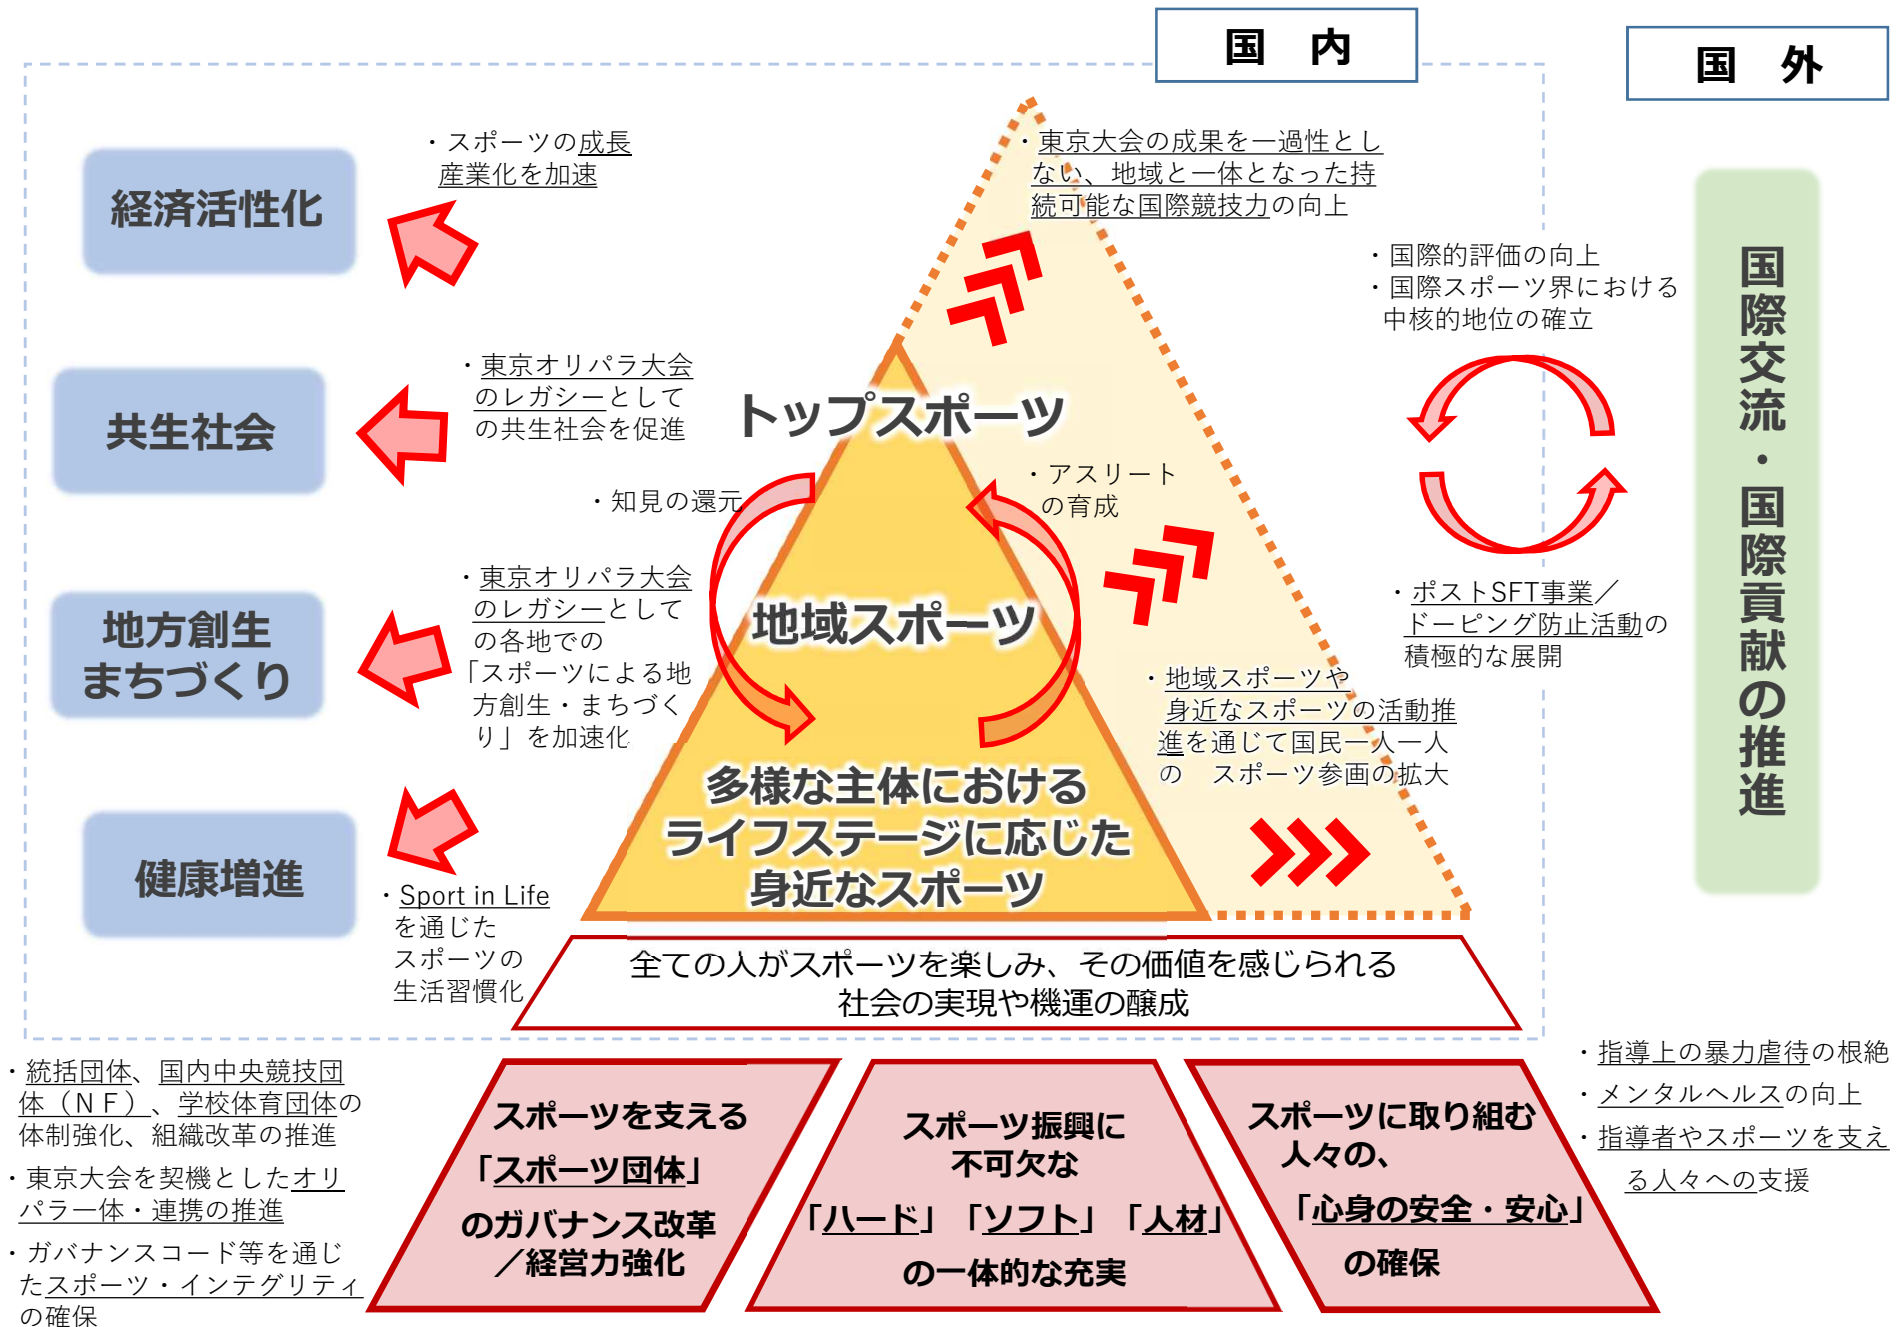 国　内
国　外
経済活性化
・スポーツの成長
産業化を加速
・東京大会の成果を一過性とし
ない、地域と一体となった持
続可能な国際競技力の向上
・国際的評価の向上
・国際スポーツ界における
中核的地位の確立
国際交流・国際貢献の推進
共生社会
・東京オリパラ大会
のレガシーとして
の共生社会を促進
トップスポーツ
・知見の還元
・アスリート
の育成
地方創生
まちづくり
・東京オリパラ大会
のレガシーとして
の各地での
「スポーツによる地
方創生・まちづく
り」を加速化
地域スポーツ
・ポストSFT事業／
ドーピング防止活動の
積極的な展開
・地域スポーツや
身近なスポーツの活動推
進を通じて国民一人一人
の　スポーツ参画の拡大
健康増進
・Sport in Life
を通じた
スポーツの
生活習慣化
多様な主体における
ライフステージに応じた
身近なスポーツ
全ての人がスポーツを楽しみ、その価値を感じられる
社会の実現や機運の醸成
・統括団体、国内中央競技団
体（ＮＦ）、学校体育団体の
体制強化、組織改革の推進
・東京大会を契機としたオリ
パラ一体・連携の推進
・ガバナンスコード等を通じ
たスポーツ・インテグリティ
の確保
スポーツを支える
「スポーツ団体」
のガバナンス改革
／経営力強化
スポーツ振興に
不可欠な
「ハード」「ソフト」「人材」
の一体的な充実
スポーツに取り組む
人々の、
「心身の安全・安心」
の確保
・指導上の暴力虐待の根絶
・メンタルヘルスの向上
・指導者やスポーツを支え
る人々への支援